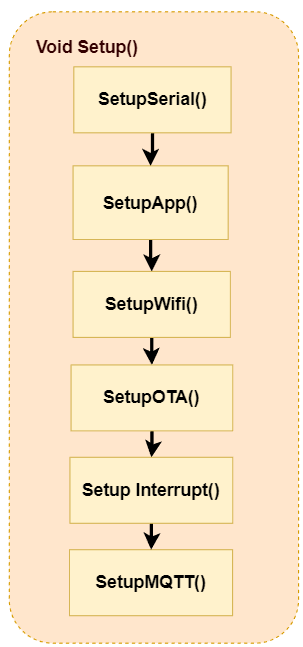 Void Setup()
SetupSerial()
SetupApp()
SetupWifi()
SetupOTA()
Setup Interrupt()
SetupMQTT()